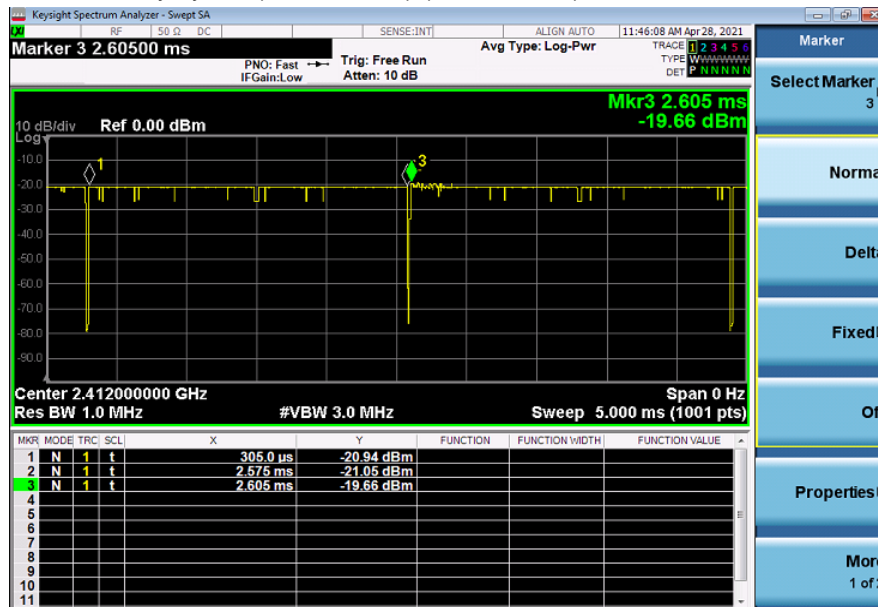 Keysight Spectrum Analyzer - Swept SA
RF 50 Ω DC SENSE:INT ALIGN AUTO 11:46:08 AM Apr 28, 2021
Marker 3 2.60500 ms
PNO: Fast
IFGain:Low
Trig: Free Run
Atten: 10 dB
Avg Type: Log-Pwr
TRACE 1 2 3 4 5 6
TYPE WWWWWW
DET P N N N N N
Mkr3 2.605 ms
-19.66 dBm
10 dB/div Ref 0.00 dBm
Log
-10.0
-20.0
-30.0
-40.0
-50.0
-60.0
-70.0
-80.0
-90.0
1
3
Center 2.412000000 GHz
Span 0 Hz
Res BW 1.0 MHz #VBW 3.0 MHz Sweep 5.000 ms (1001 pts)
MKR MODE TRC SCL X Y FUNCTION FUNCTION WIDTH FUNCTION VALUE
1 N 1 t 305.0 µs -20.94 dBm
2 N 1 t 2.575 ms -21.05 dBm
3 N 1 t 2.605 ms -19.66 dBm
4
5
6
7
8
9
10
11
Marker
Select Marker
3
Norma
Delt
Fixed
Of
Properties
Mor
1 of